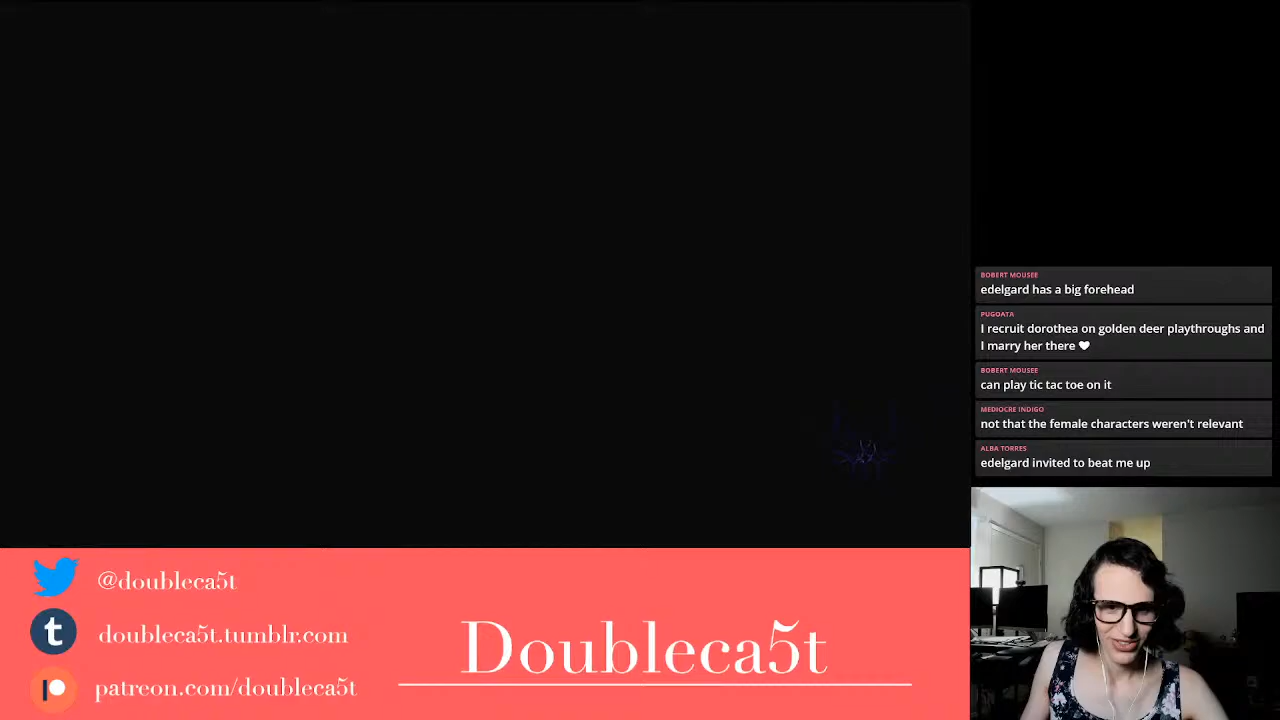 BOBERT MOUSEE
edelgard has a big forehead
PUGOATA
I recruit dorothea on golden deer playthroughs and
I marry her there 🤍
BOBERT MOUSEE
can play tic tac toe on it
MEDIOCRE INDIGO
not that the female characters weren't relevant
ALBA TORRES
edelgard invited to beat me up
@doubleca5t
doubleca5t.tumblr.com
patreon.com/doubleca5t
Doubleca5t